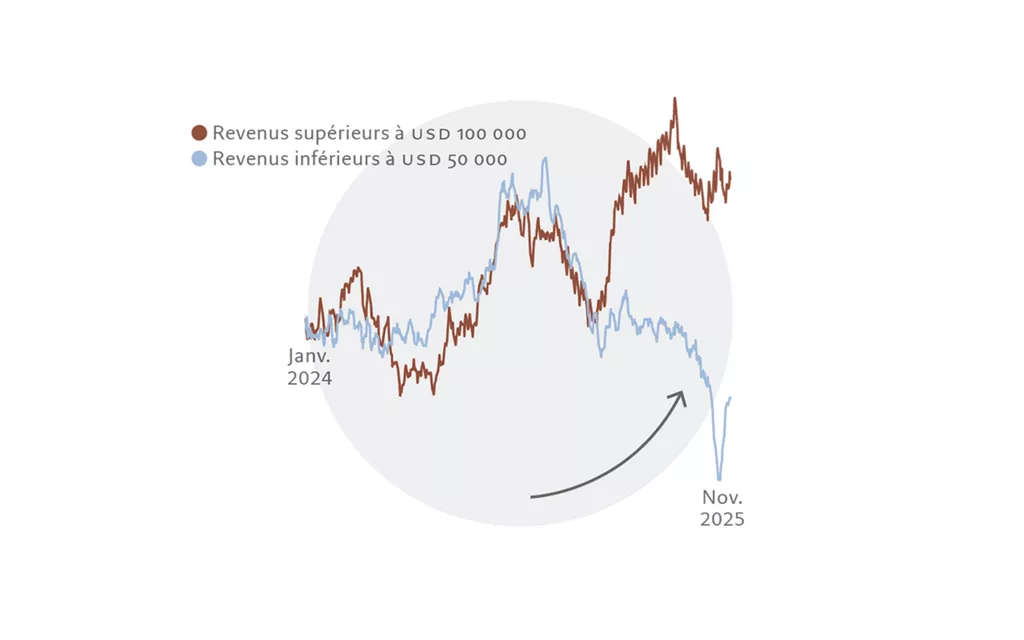 Revenus supérieurs à USD 100 000
Revenus inférieurs à USD 50 000
Janv.
2024
Nov.
2025